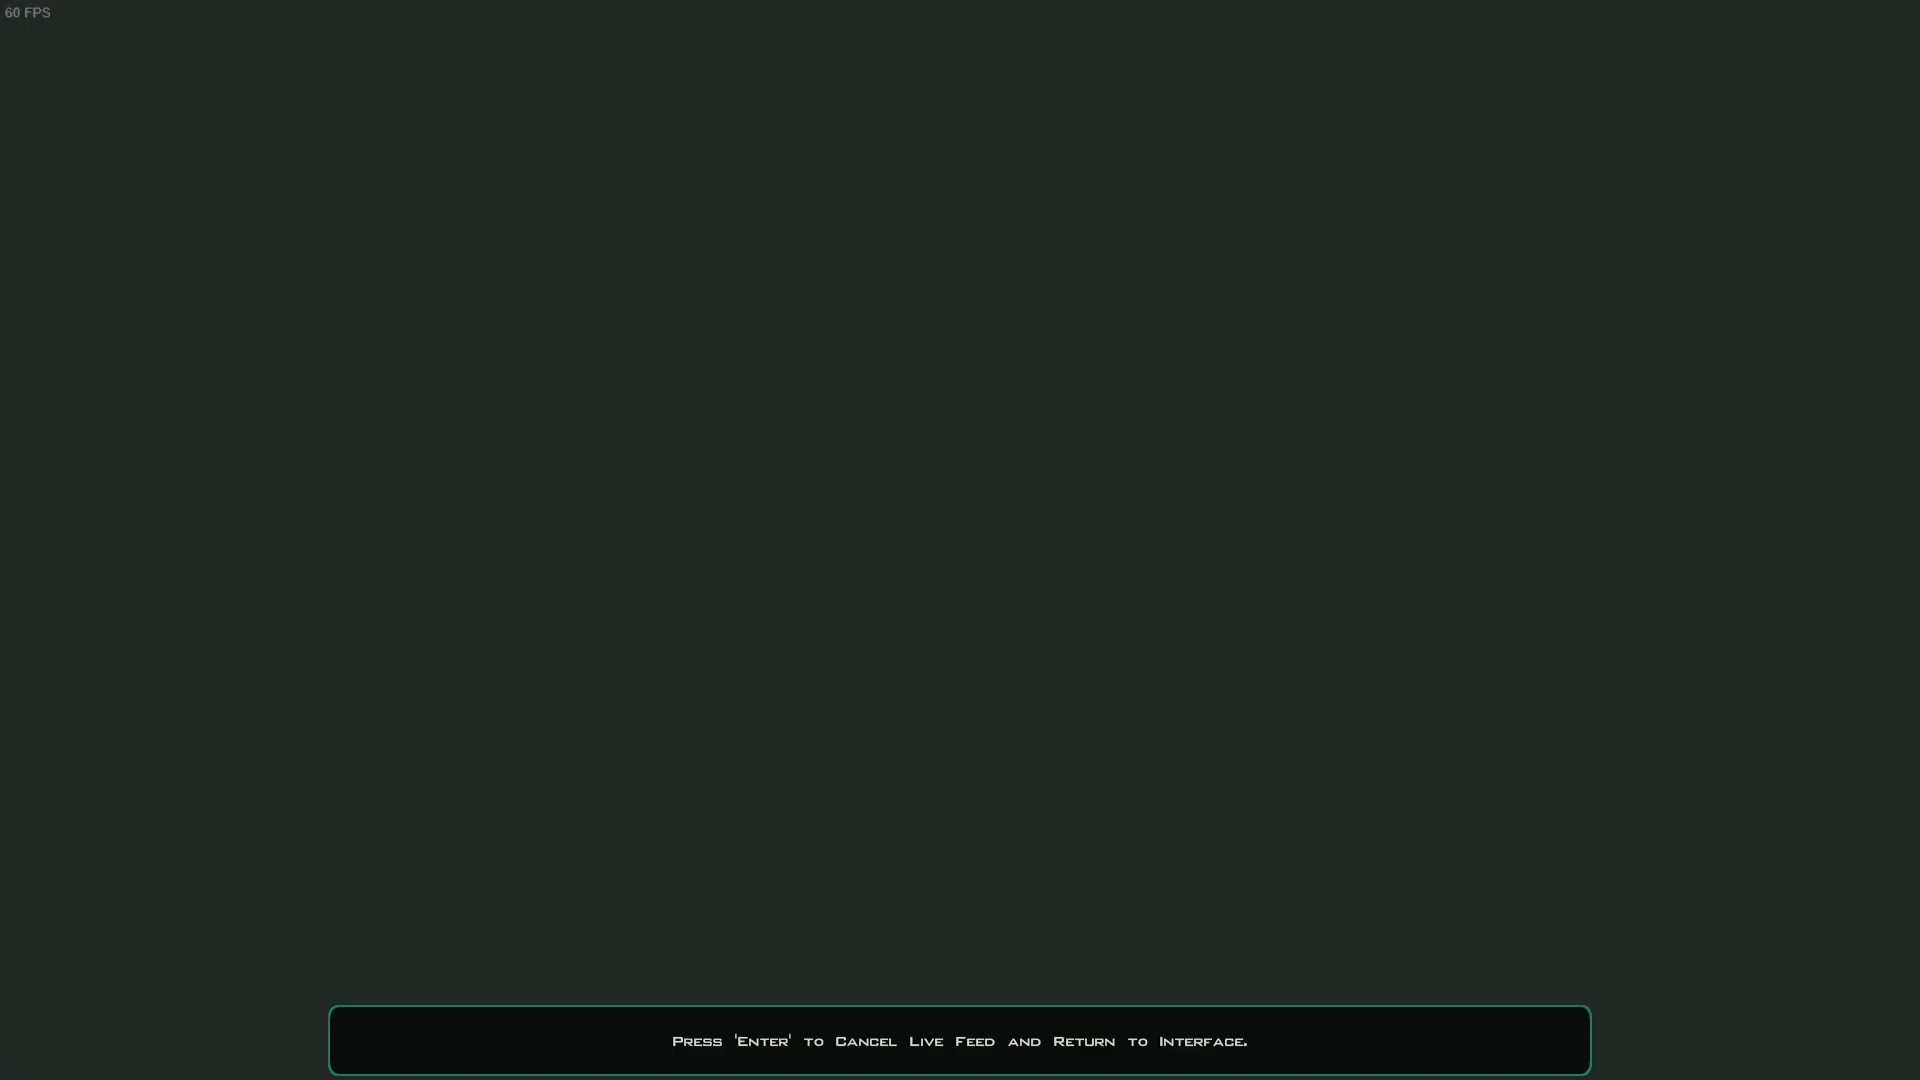 60 FPS
Press 'Enter' to Cancel Live Feed and Return to Interface.